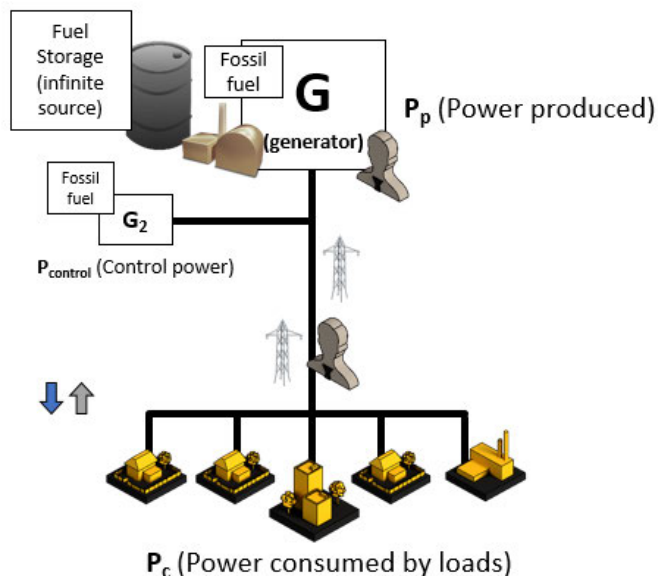 Fuel
Storage
(infinite
source)
Fossil
fuel
G
(generator)
Pp (Power produced)
Fossil
fuel
G2
Pcontrol (Control power)
Pc (Power consumed by loads)